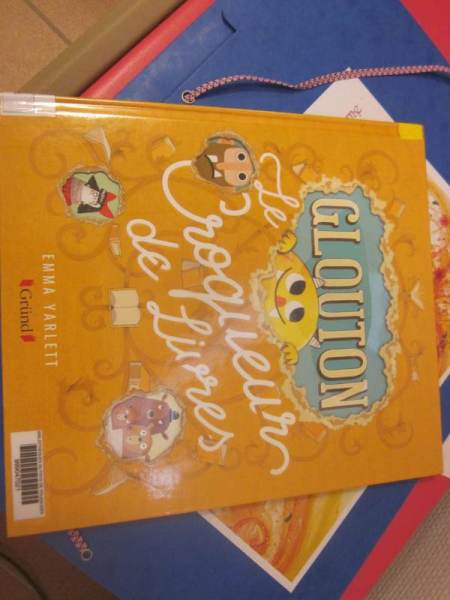 GLOUTON
Le
Croqueur
de Livres
EMMA YARLETT
Gründ